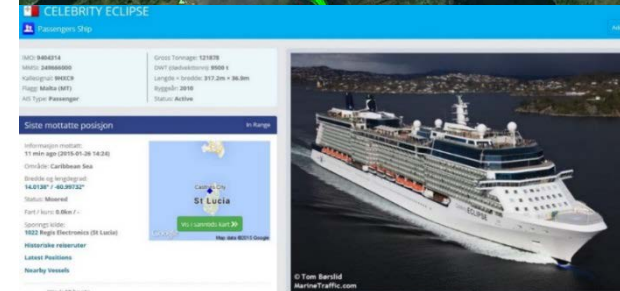 CELEBRITY ECLIPSE
Passengers Ship
IMO: 9404314
MMSI: 249666000
Kallesignal: 9HXC9
Flagg: Malta (MT)
AIS Type: Passenger
Gross Tonnage: 121878
DWT (dødvekttonn): 9500 t
Lengde × bredde: 317.2m × 36.9m
Byggeår: 2010
Status: Active
Siste mottatte posisjon
In Range
Informasjon mottatt:
11 min ago (2015-01-26 14:24)
Område: Caribbean Sea
Bredde og lengdegrad:
14.0136° / -60.99732°
Status: Moored
Fart / kurs: 0.0kn / -
Sporings kilde:
1022 Regis Electronics (St Lucia)
Historiske reiseruter
Latest Positions
Nearby Vessels
Castries City
St Lucia
Vis i sanntids kart
Google
Map data ©2015 Google
ECLIPSE
© Tom Børslid
MarineTraffic.com